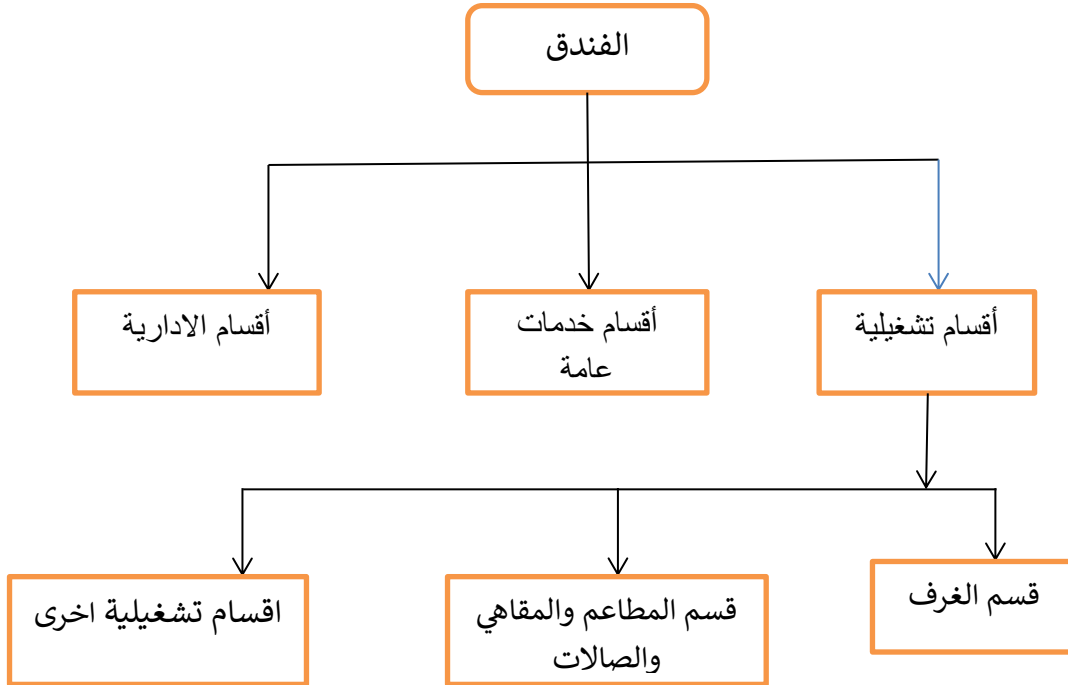 الفندق
أقسام تشغيلية
أقسام خدمات
عامة
أقسام الادارية
قسم الغرف
قسم المطاعم والمقاهي
والصالات
اقسام تشغيلية اخرى